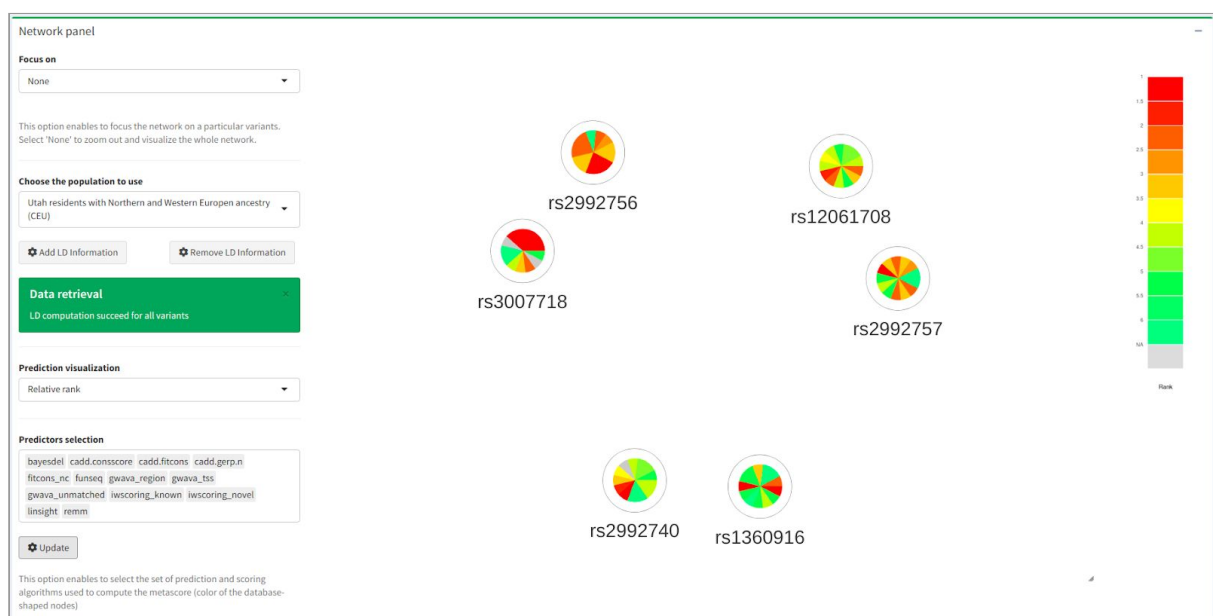 Network panel
Focus on
None
This option enables to focus the network on a particular variants.
Select 'None' to zoom out and visualize the whole network.
Choose the population to use
Utah residents with Northern and Western Europen ancestry
(CEU)
Add LD Information
Remove LD Information
Data retrieval
×
LD computation succeed for all variants
Prediction visualization
Relative rank
Predictors selection
bayesdel cadd.consscore cadd.fitcons cadd.gerp.n
fitcons_nc funseq gwava_region gwava_tss
gwava_unmatched iwscoring_known iwscoring_novel
linsight remm
Update
This option enables to select the set of prediction and scoring
algorithms used to compute the metascore (color of the database-
shaped nodes)
rs2992756
rs12061708
rs3007718
rs2992757
rs2992740
rs1360916
1
1.5
2
2.5
3
3.5
4
4.5
5
5.5
6
NA
Rank